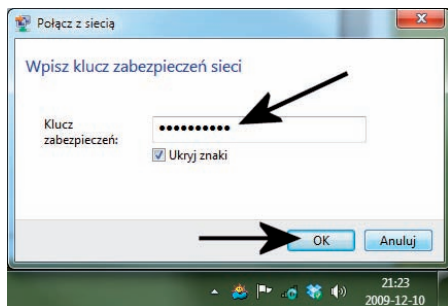 Połącz z siecią
Wpisz klucz zabezpieczeń sieci
Klucz
zabezpieczeń:
••••••••••
Ukryj znaki
OK
Anuluj
21:23
2009-12-10